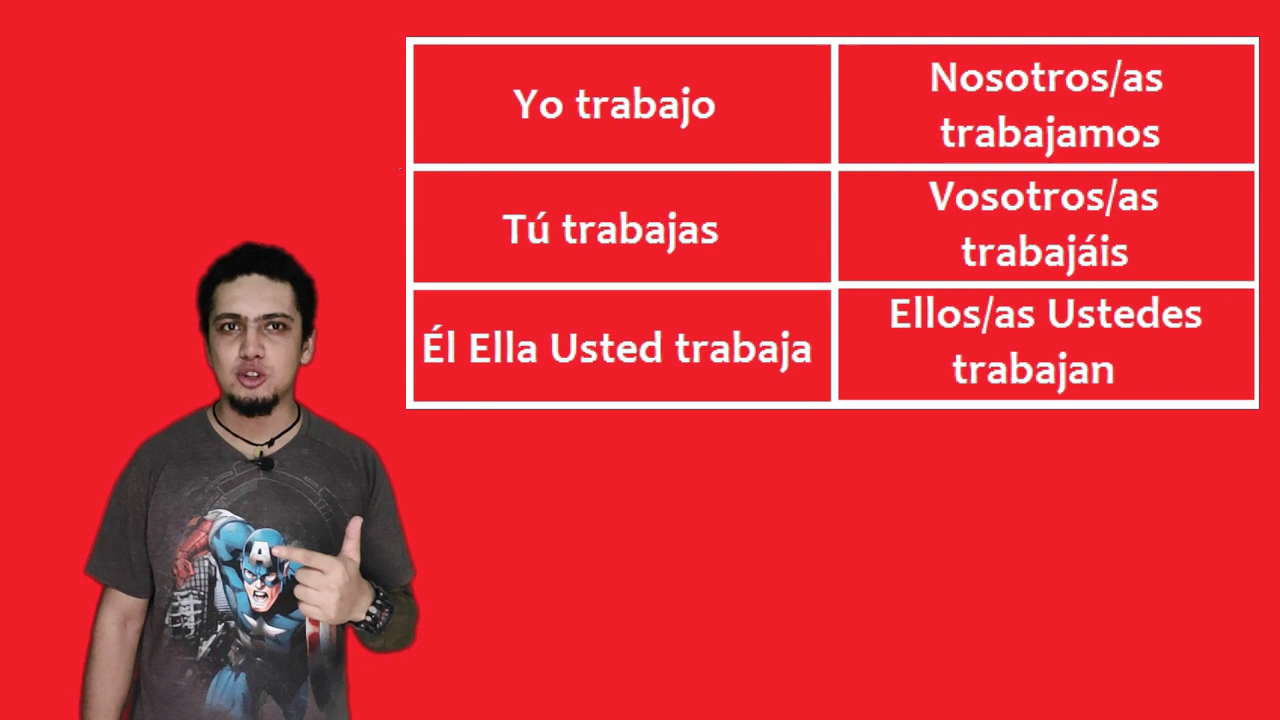 Yo trabajo
Nosotros/as
trabajamos
Tú trabajas
Vosotros/as
trabajáis
Él Ella Usted trabaja
Ellos/as Ustedes
trabajan
A